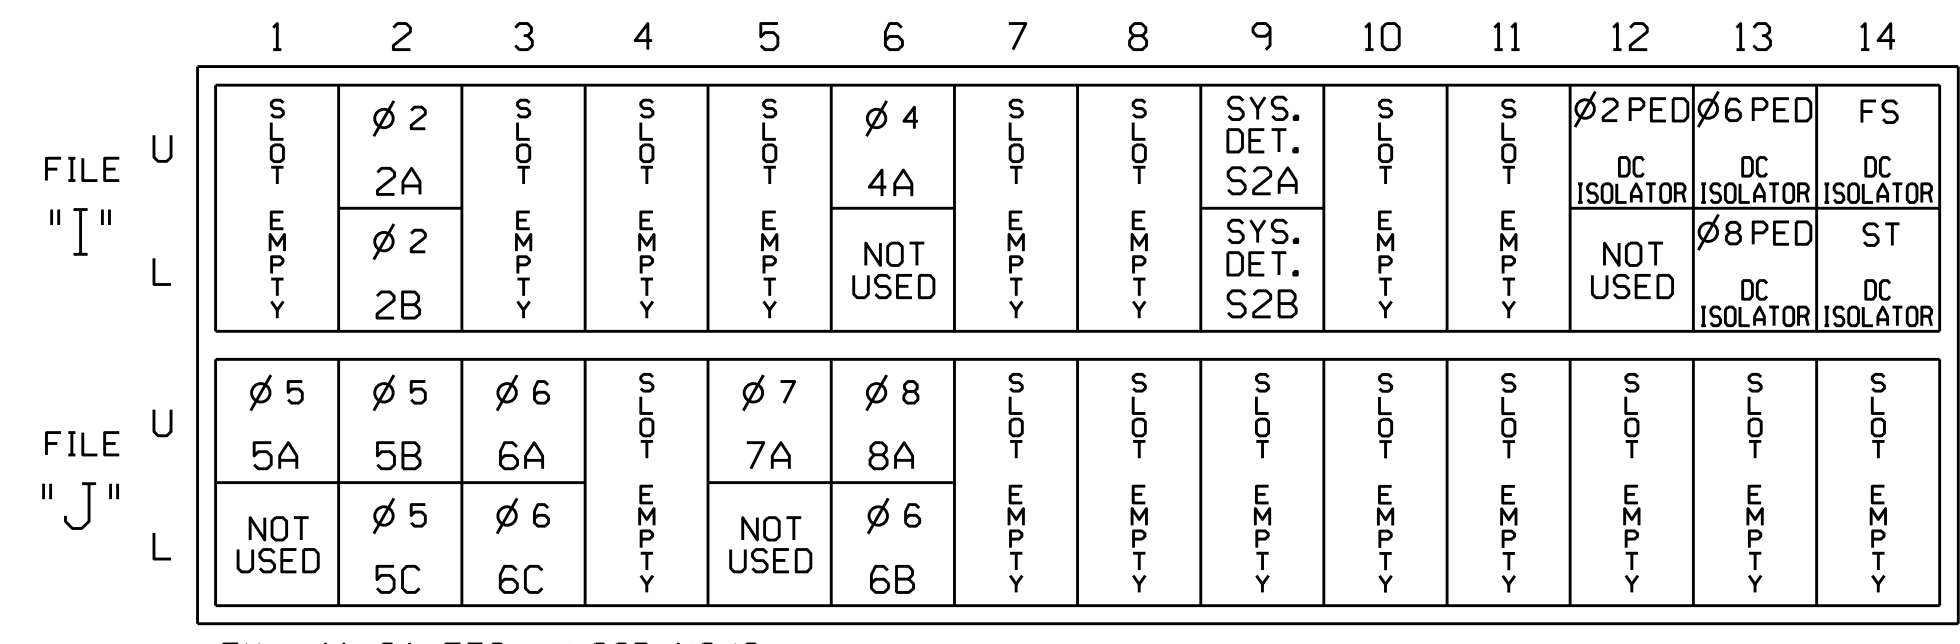 1 2 3 4 5 6 7 8 9 10 11 12 13 14
FILE "I"
U
L
SLOT EMPTY
Ø 2
2A
Ø 2
2B
SLOT EMPTY
SLOT EMPTY
SLOT EMPTY
Ø 4
4A
NOT
USED
SLOT EMPTY
SLOT EMPTY
SYS.
DET.
S2A
SYS.
DET.
S2B
SLOT EMPTY
SLOT EMPTY
Ø2 PED
DC
ISOLATOR
NOT
USED
Ø6 PED
DC
ISOLATOR
Ø8 PED
DC
ISOLATOR
FS
DC
ISOLATOR
ST
DC
ISOLATOR
FILE "J"
U
L
Ø 5
5A
NOT
USED
Ø 5
5B
Ø 5
5C
Ø 6
6A
Ø 6
6C
SLOT EMPTY
Ø 7
7A
NOT
USED
Ø 8
8A
Ø 6
6B
SLOT EMPTY
SLOT EMPTY
SLOT EMPTY
SLOT EMPTY
SLOT EMPTY
SLOT EMPTY
SLOT EMPTY
SLOT EMPTY